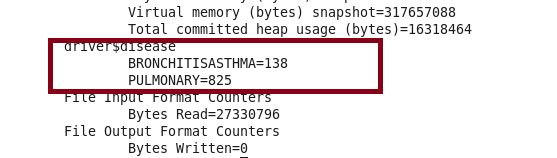 Virtual memory (bytes) snapshot=317657088
Total committed heap usage (bytes)=16318464
driver$disease
BRONCHITISASTHMA=138
PULMONARY=825
File Input Format Counters
Bytes Read=27330796
File Output Format Counters
Bytes Written=0